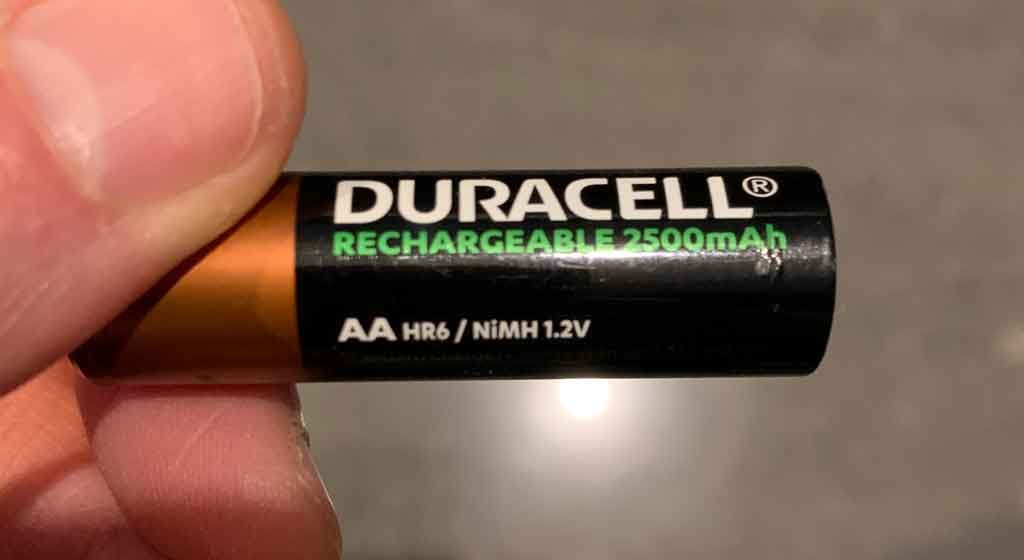 DURACELL®
RECHARGEABLE 2500mAh
AA HR6 / NiMH 1.2V